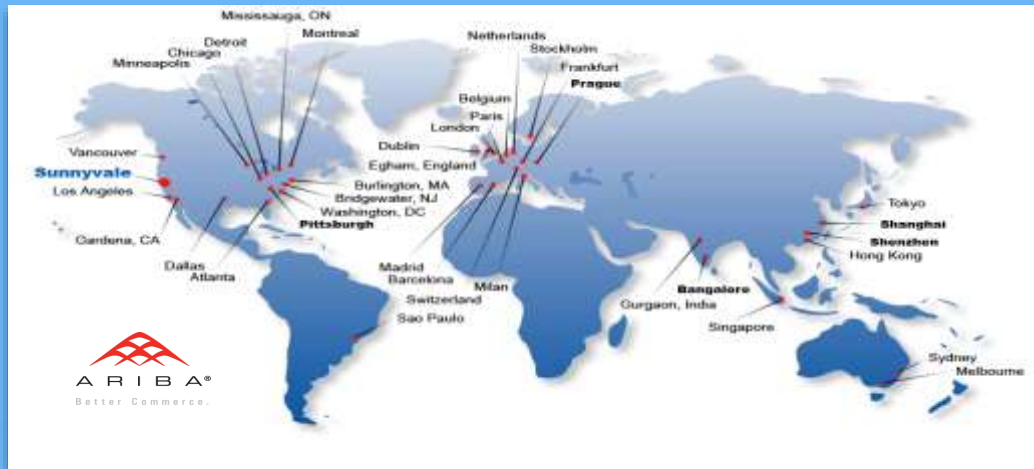 Mississauga, ON
Detroit
Montreal
Chicago
Minneapolis
Netherlands
Stockholm
Frankfurt
Prague
Belgium
Paris
London
Dublin
Egham, England
Vancouver
Sunnyvale
Los Angeles
Gardena, CA
Burlington, MA
Bridgewater, NJ
Washington, DC
Pittsburgh
Dallas
Atlanta
Madrid
Barcelona
Milan
Switzerland
Sao Paulo
Tokyo
Shanghai
Shenzhen
Hong Kong
Bangalore
Gurgaon, India
Singapore
Sydney
Melbourne
ARIBA®
Better Commerce.